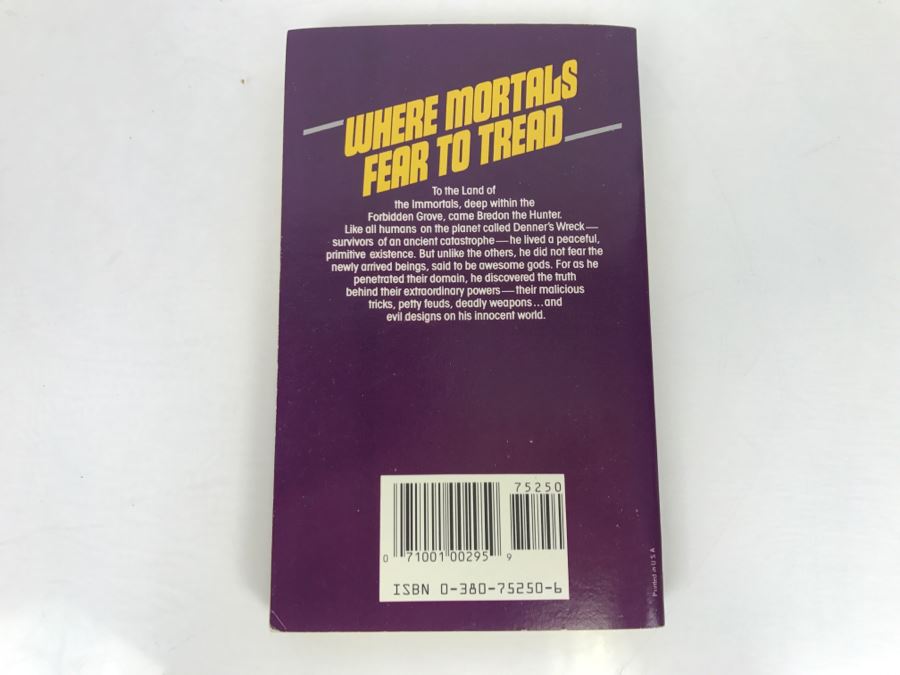 WHERE MORTALS
FEAR TO TREAD
To the Land of
the Immortals, deep within the
Forbidden Grove, came Bredon the Hunter.
Like all humans on the planet called Denner's Wreck—
survivors of an ancient catastrophe—he lived a peaceful,
primitive existence. But unlike the others, he did not fear the
newly arrived beings, said to be awesome gods. For as he
penetrated their domain, he discovered the truth
behind their extraordinary powers—their malicious
tricks, petty feuds, deadly weapons...and
evil designs on his innocent world.
75250
0 71001 00295 9
ISBN 0-380-75250-6
Printed in U S A